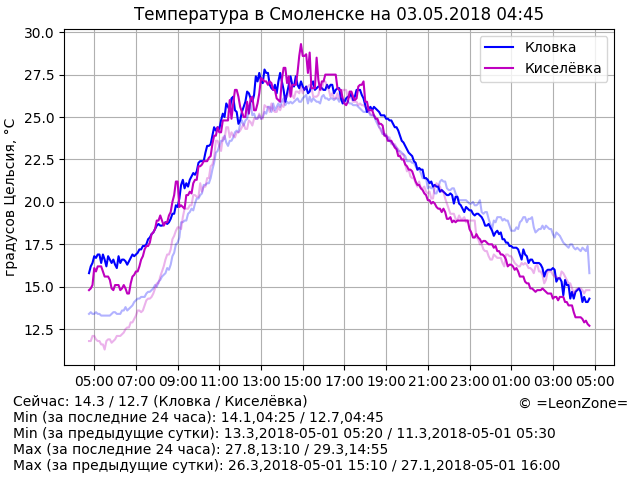 Температура в Смоленске на 03.05.2018 04:45
30.0
27.5
25.0
22.5
20.0
17.5
15.0
12.5
градусов Цельсия, °C
Кловка
Киселёвка
05:00 07:00 09:00 11:00 13:00 15:00 17:00 19:00 21:00 23:00 01:00 03:00 05:00
© =LeonZone=
Сейчас: 14.3 / 12.7 (Кловка / Киселёвка)
Min (за последние 24 часа): 14.1,04:25 / 12.7,04:45
Min (за предыдущие сутки): 13.3,2018-05-01 05:20 / 11.3,2018-05-01 05:30
Max (за последние 24 часа): 27.8,13:10 / 29.3,14:55
Max (за предыдущие сутки): 26.3,2018-05-01 15:10 / 27.1,2018-05-01 16:00